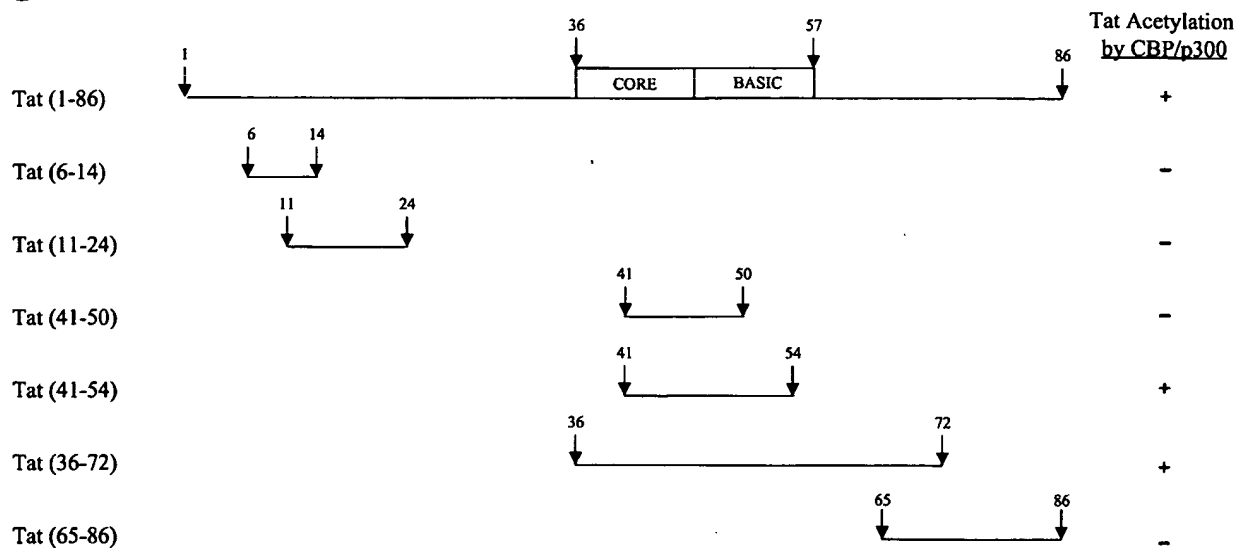 Tat Acetylation
by CBP/p300
1 36 57 86
CORE BASIC
Tat (1-86) +
6 14
Tat (6-14) -
11 24
Tat (11-24) -
41 50
Tat (41-50) -
41 54
Tat (41-54) +
36 72
Tat (36-72) +
65 86
Tat (65-86) -